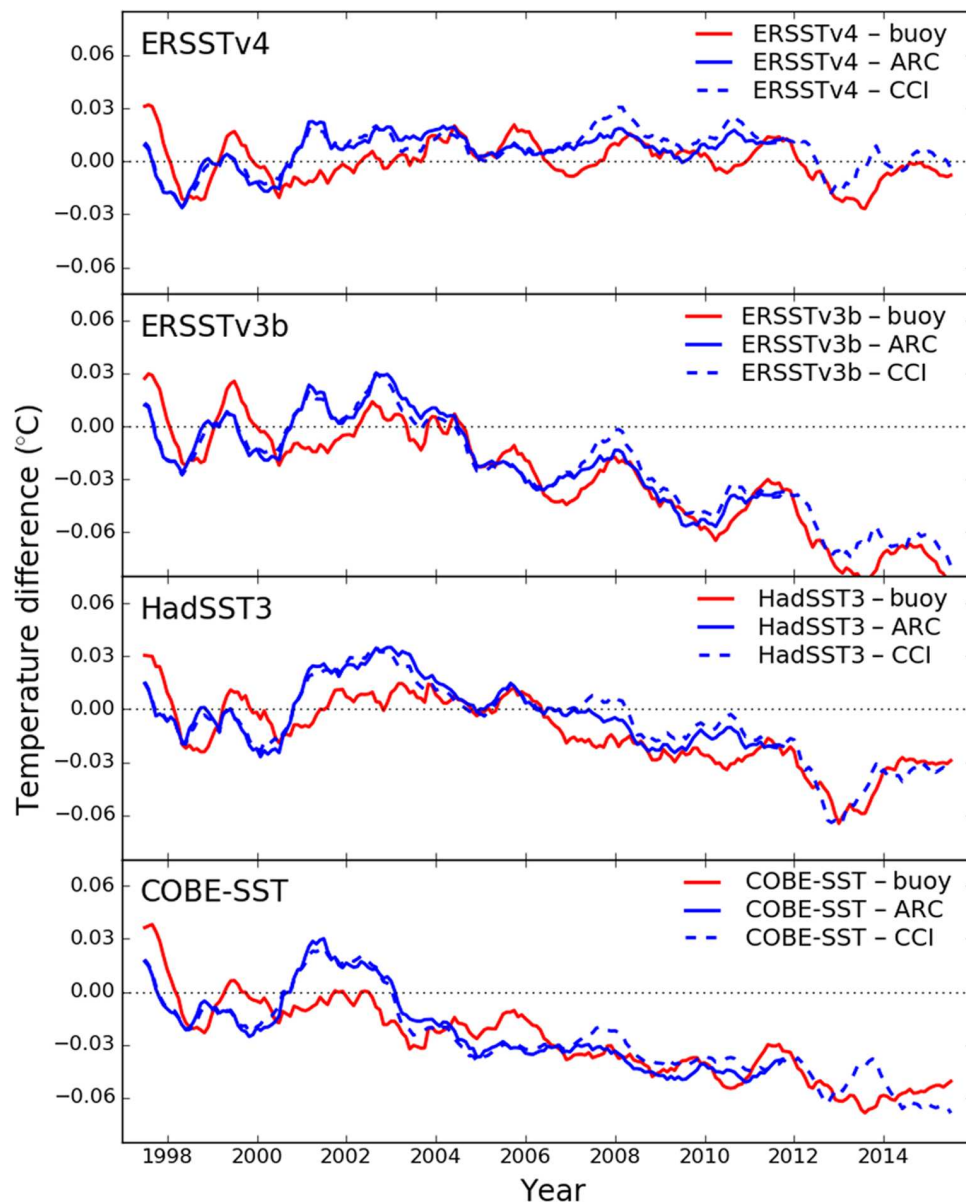 ERSSTv4
ERSSTv4 – buoy
ERSSTv4 – ARC
ERSSTv4 – CCI
0.06
0.03
0.00
−0.03
−0.06
ERSSTv3b
ERSSTv3b – buoy
ERSSTv3b – ARC
ERSSTv3b – CCI
0.06
0.03
0.00
−0.03
−0.06
HadSST3
HadSST3 – buoy
HadSST3 – ARC
HadSST3 – CCI
0.06
0.03
0.00
−0.03
−0.06
COBE-SST
COBE-SST – buoy
COBE-SST – ARC
COBE-SST – CCI
0.06
0.03
0.00
−0.03
−0.06
Temperature difference (°C)
1998 2000 2002 2004 2006 2008 2010 2012 2014
Year